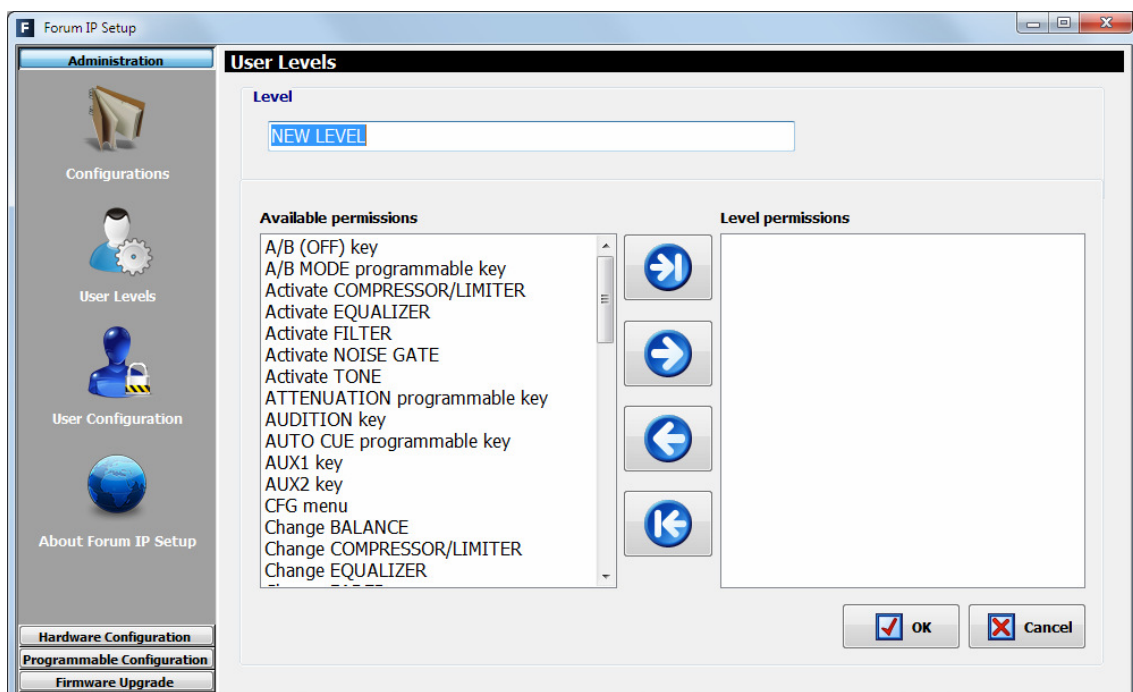 Forum IP Setup
Administration
Configurations
User Levels
User Configuration
About Forum IP Setup
Hardware Configuration
Programmable Configuration
Firmware Upgrade
User Levels
Level
NEW LEVEL
Available permissions
A/B (OFF) key
A/B MODE programmable key
Activate COMPRESSOR/LIMITER
Activate EQUALIZER
Activate FILTER
Activate NOISE GATE
Activate TONE
ATTENUATION programmable key
AUDITION key
AUTO CUE programmable key
AUX1 key
AUX2 key
CFG menu
Change BALANCE
Change COMPRESSOR/LIMITER
Change EQUALIZER
Level permissions
OK
Cancel